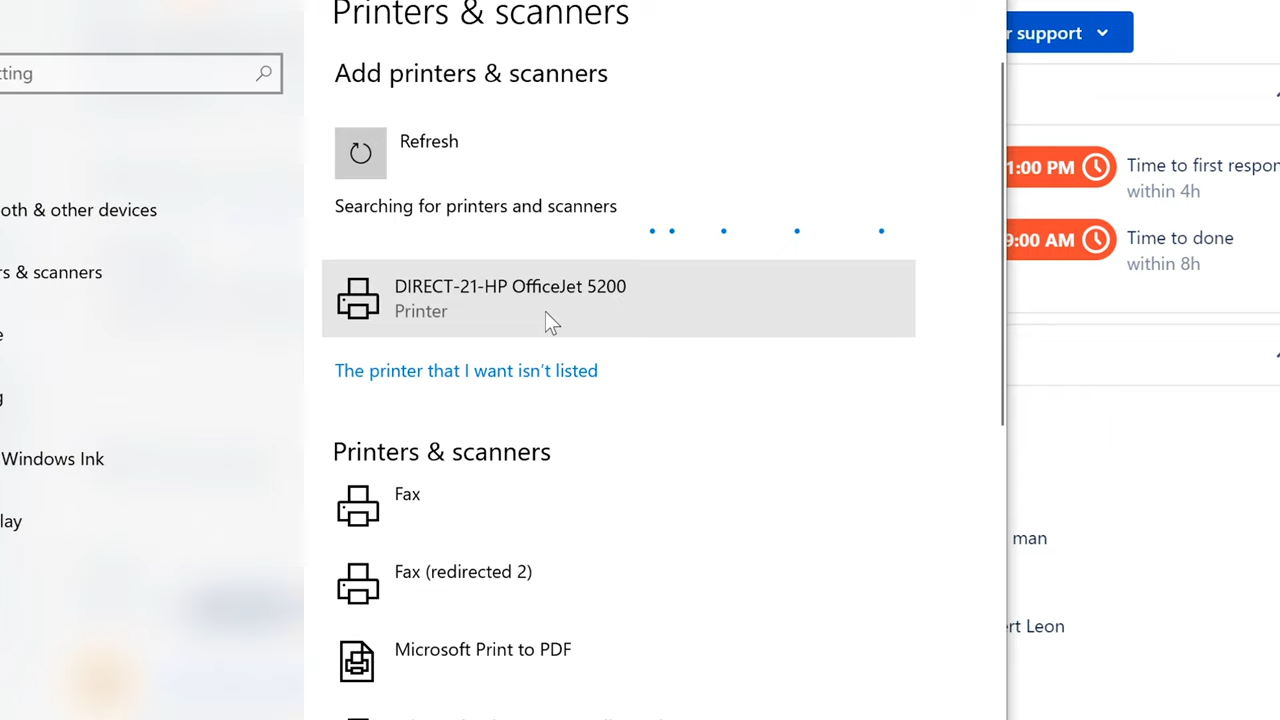 Printers & scanners
r support
tting
Add printers & scanners
Refresh
1:00 PM
Time to first respon
within 4h
Searching for printers and scanners
oth & other devices
9:00 AM
Time to done
within 8h
rs & scanners
DIRECT-21-HP OfficeJet 5200
Printer
e
The printer that I want isn't listed
g
Printers & scanners
Windows Ink
Fax
lay
man
Fax (redirected 2)
rt Leon
Microsoft Print to PDF